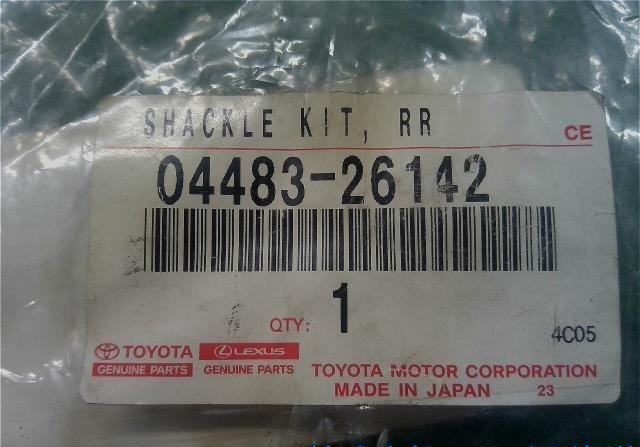 SHACKLE KIT, RR
CE
04483-26142
QTY: 1
4C05
TOYOTA LEXUS
GENUINE PARTS GENUINE PARTS
TOYOTA MOTOR CORPORATION
MADE IN JAPAN 23